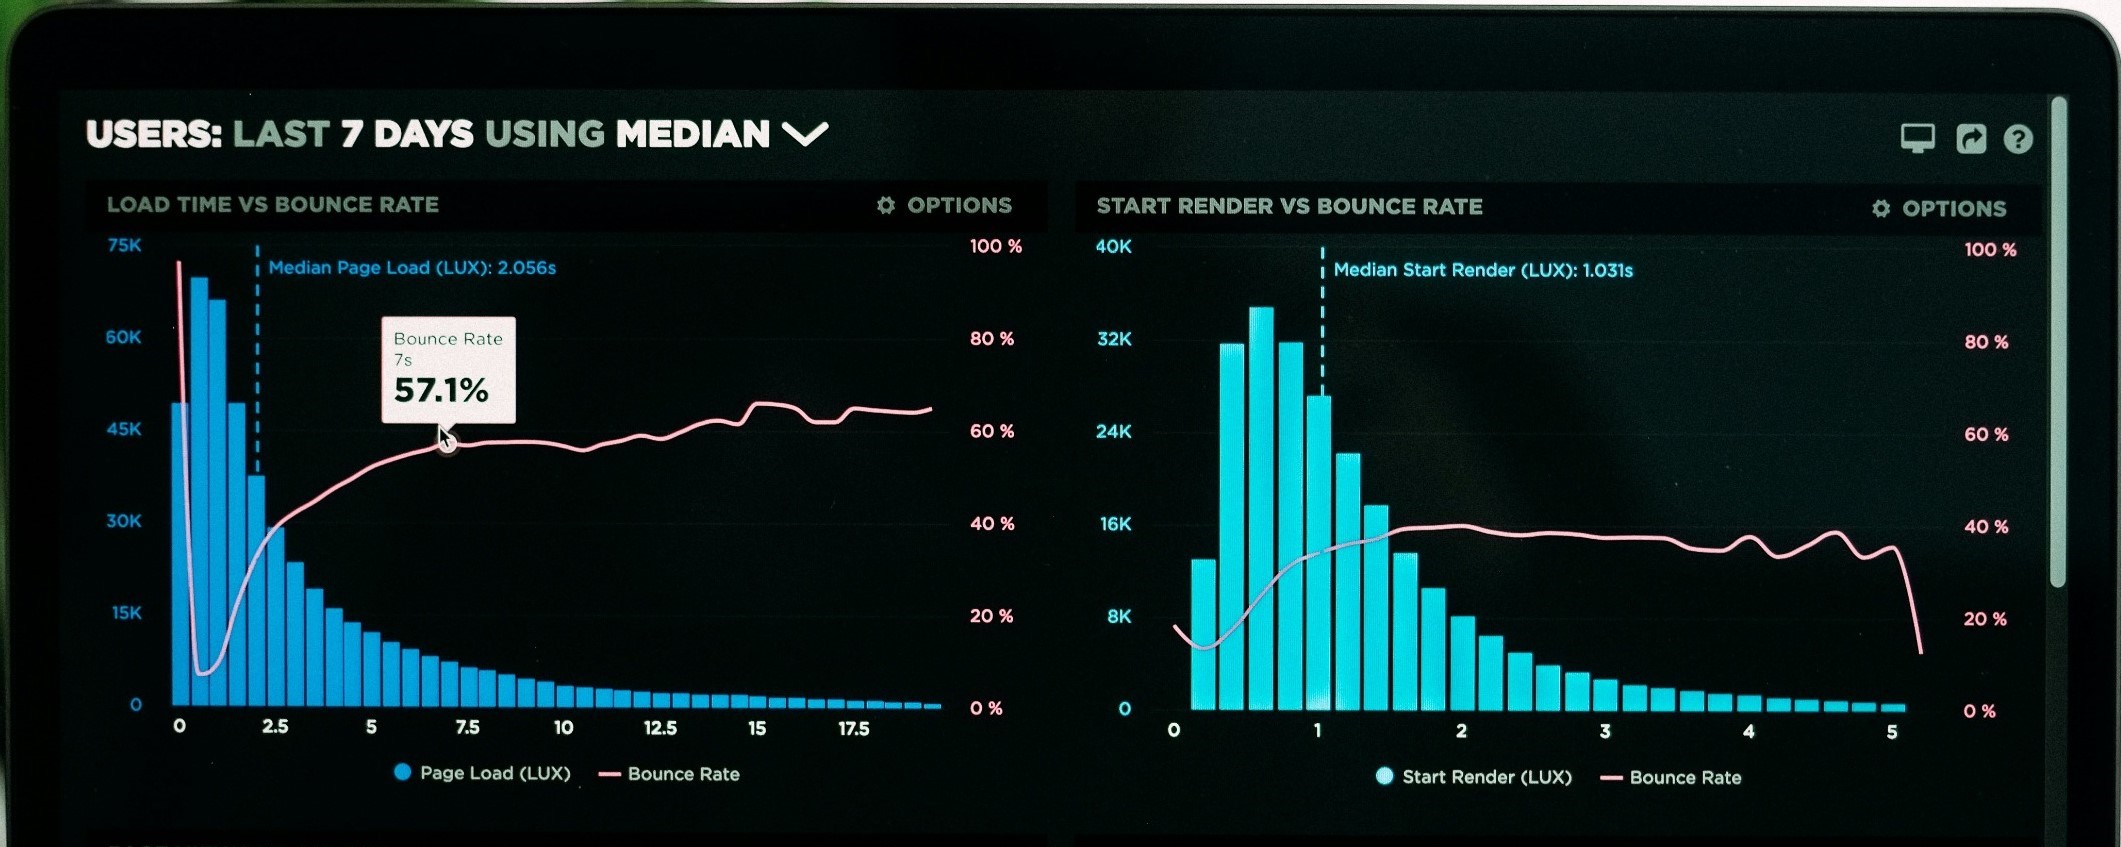 USERS: LAST 7 DAYS USING MEDIAN
LOAD TIME VS BOUNCE RATE
OPTIONS
75K
60K
45K
30K
15K
0
Median Page Load (LUX): 2.056s
Bounce Rate
7s
57.1%
100 %
80 %
60 %
40 %
20 %
0 %
0 2.5 5 7.5 10 12.5 15 17.5
Page Load (LUX) Bounce Rate
START RENDER VS BOUNCE RATE
OPTIONS
40K
32K
24K
16K
8K
0
Median Start Render (LUX): 1.031s
100 %
80 %
60 %
40 %
20 %
0 %
0 1 2 3 4 5
Start Render (LUX) Bounce Rate